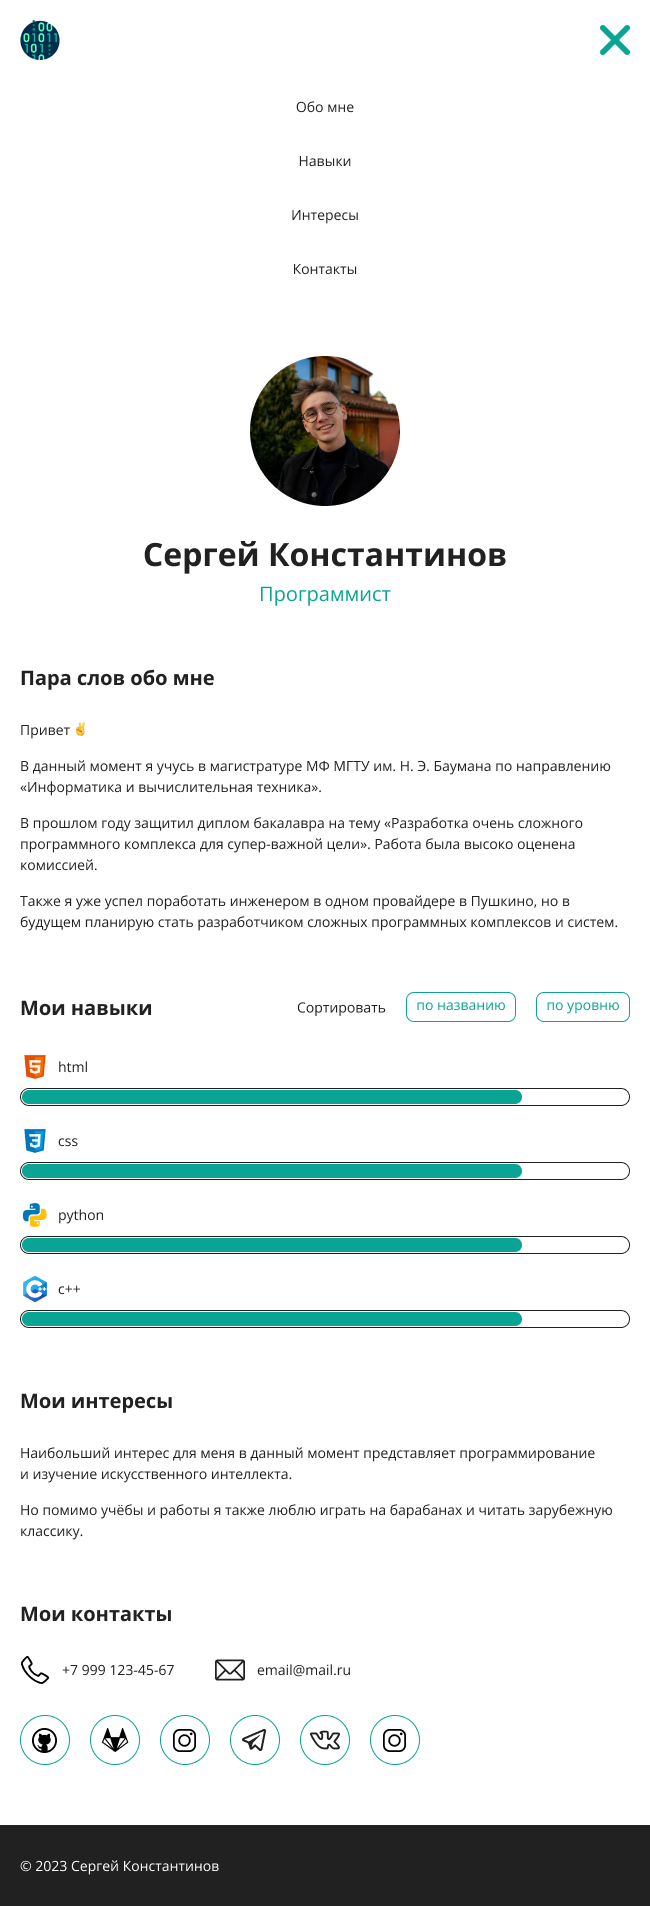 Обо мне
Навыки
Интересы
Контакты
Сергей Константинов
Программист
Пара слов обо мне
Привет ✌
В данный момент я учусь в магистратуре МФ МГТУ им. Н. Э. Баумана по направлению
«Информатика и вычислительная техника».
В прошлом году защитил диплом бакалавра на тему «Разработка очень сложного
программного комплекса для супер-важной цели». Работа была высоко оценена
комиссией.
Также я уже успел поработать инженером в одном провайдере в Пушкино, но в
будущем планирую стать разработчиком сложных программных комплексов и систем.
Мои навыки Сортировать по названию по уровню
html
css
python
c++
Мои интересы
Наибольший интерес для меня в данный момент представляет программирование
и изучение искусственного интеллекта.
Но помимо учёбы и работы я также люблю играть на барабанах и читать зарубежную
классику.
Мои контакты
+7 999 123-45-67 email@mail.ru
© 2023 Сергей Константинов